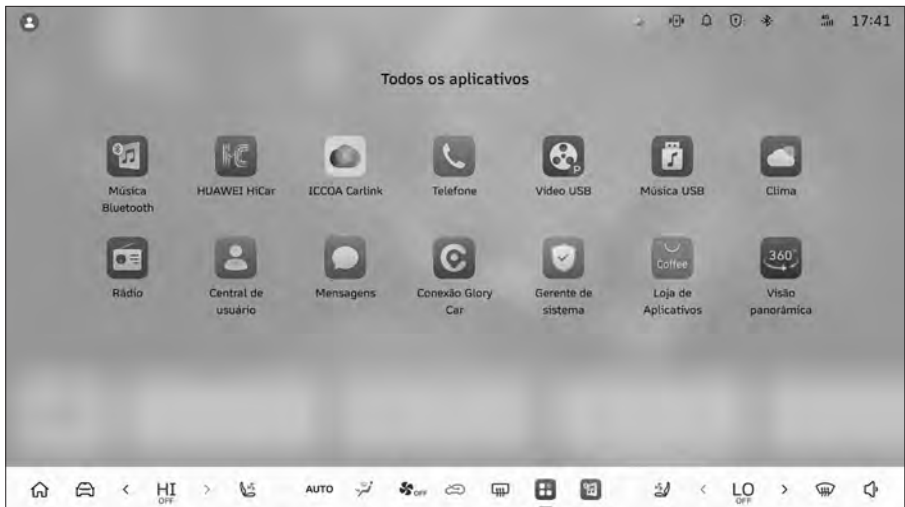 4G
17:41
Todos os aplicativos
Música
Bluetooth
HUAWEI HiCar
ICCOA Carlink
Telefone
Vídeo USB
P
Música USB
Clima
Rádio
Central de
usuário
Mensagens
Conexão Glory
Car
Gerente de
sistema
Coffee
Loja de
Aplicativos
360°
Visão
panorâmica
HI
OFF
AUTO
OFF
LO
OFF